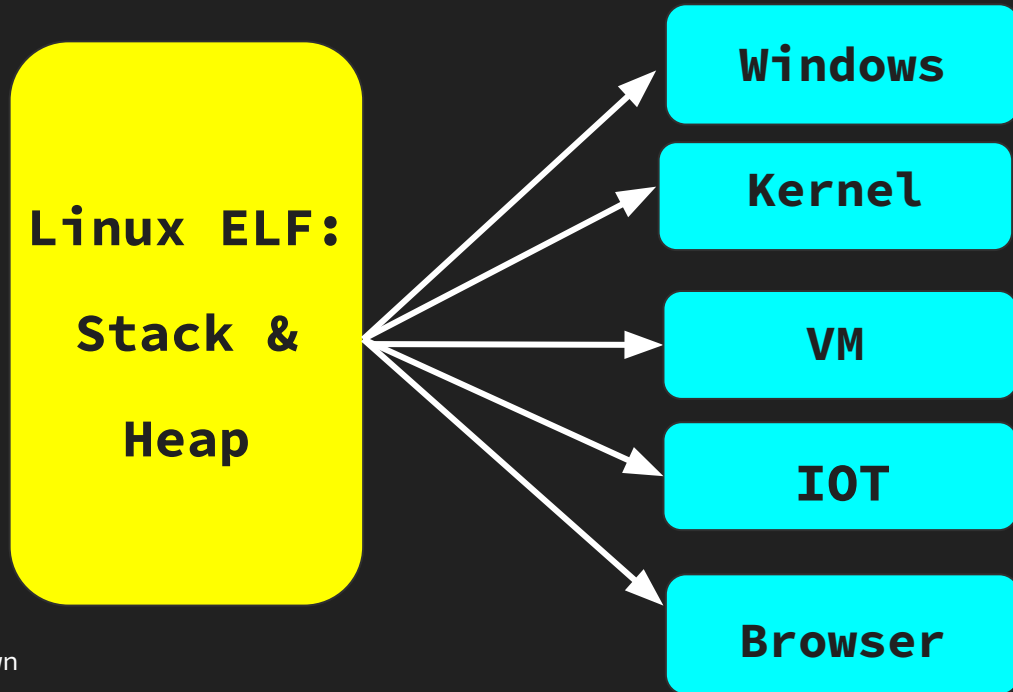 Linux ELF:
Stack &
Heap
Windows
Kernel
VM
IOT
Browser